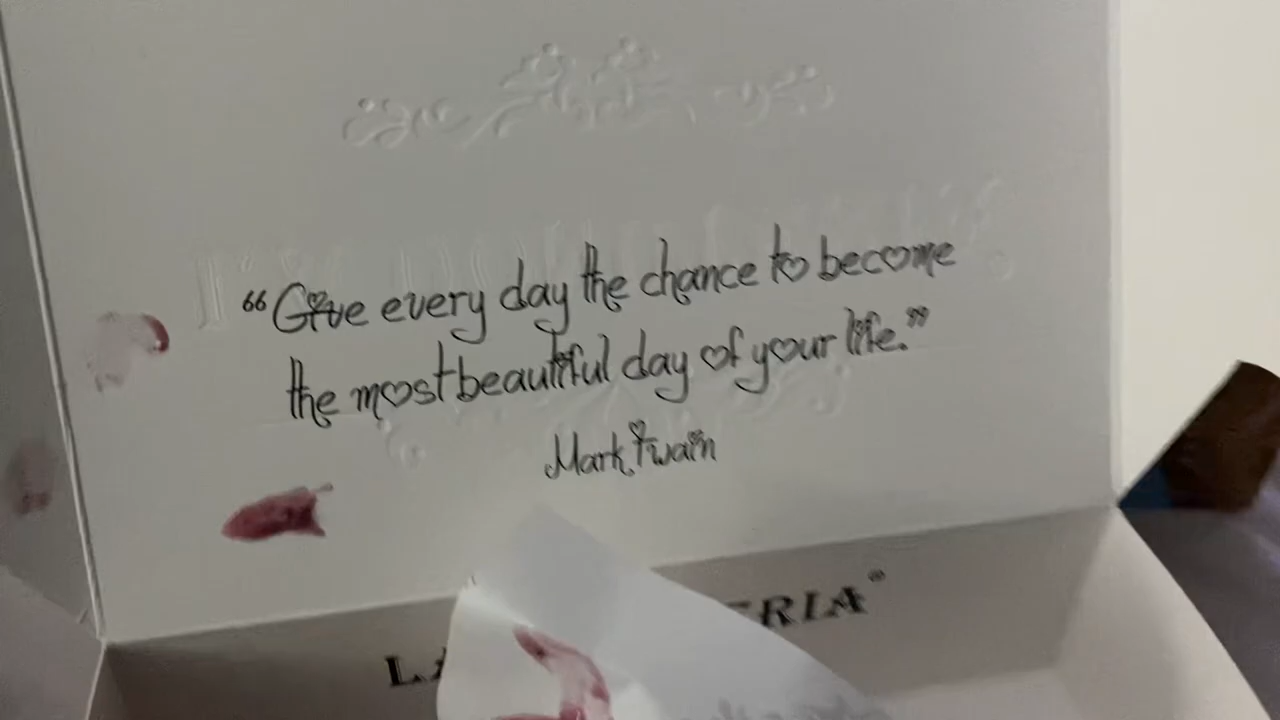 “Give every day the chance to become
the most beautiful day of your life.”
Mark Twain